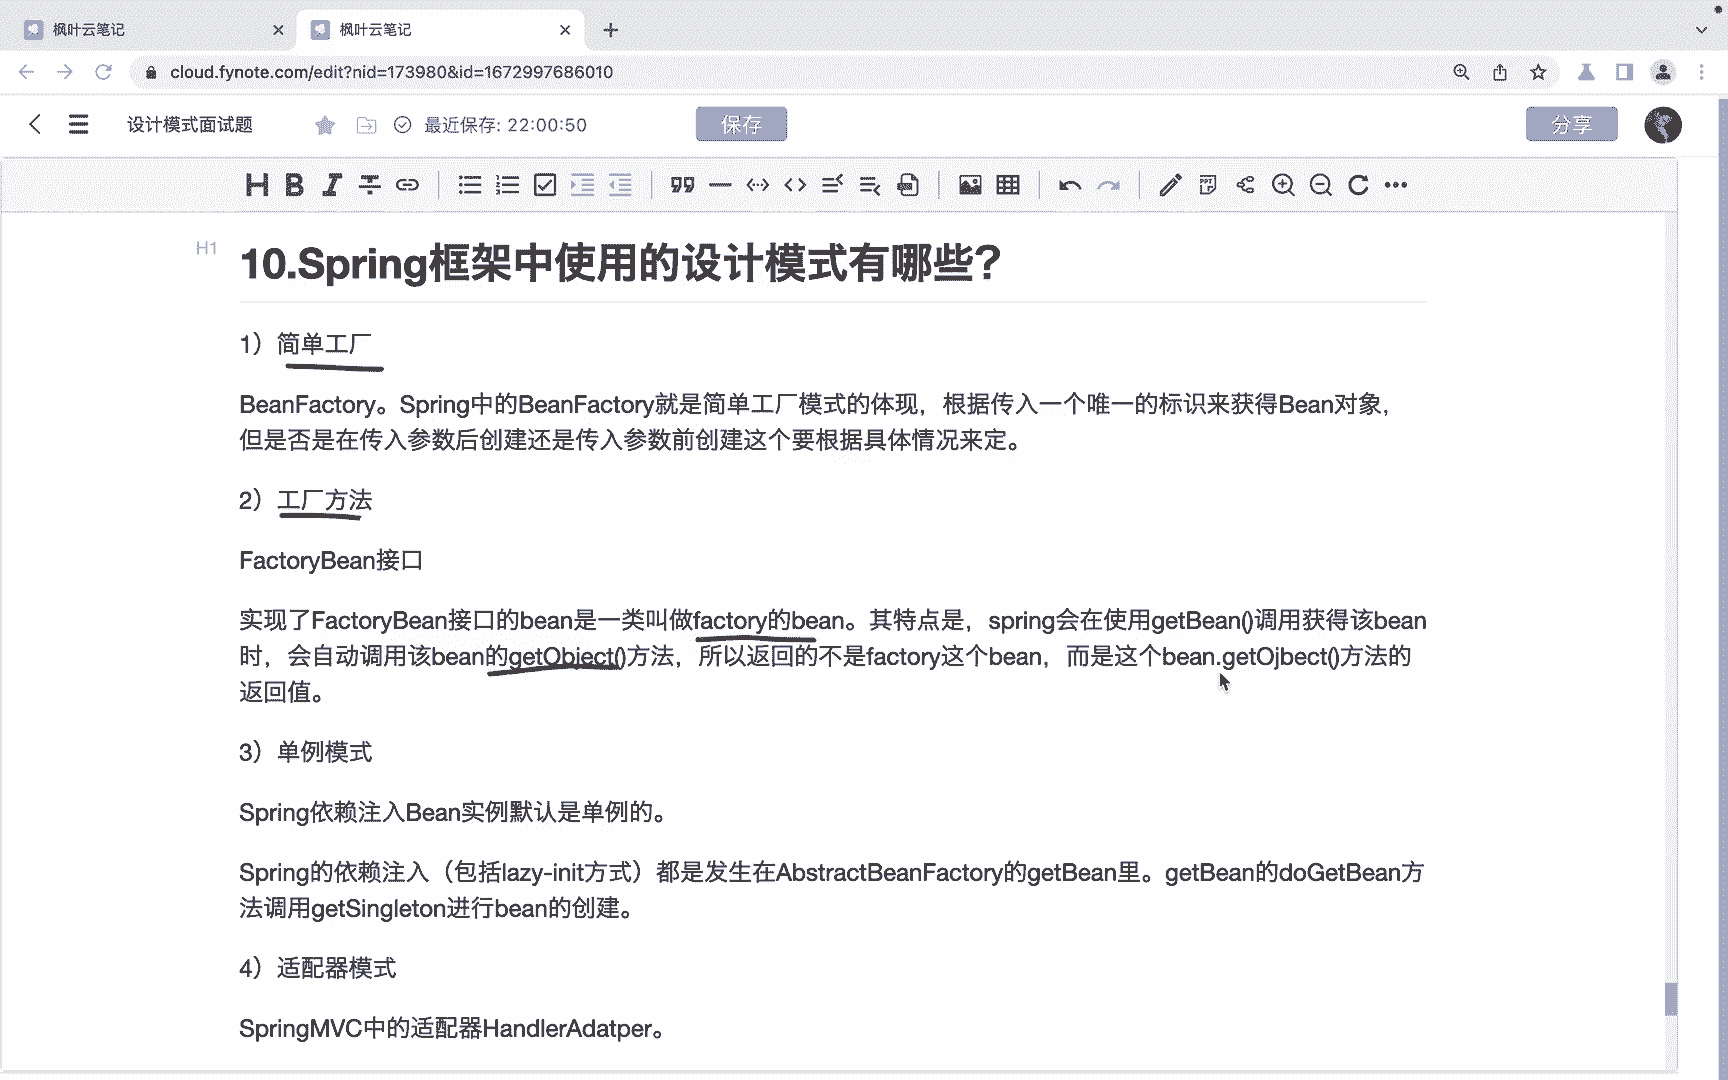 枫叶云笔记
枫叶云笔记
cloud.fynote.com/edit?nid=173980&id=1672997686010
设计模式面试题
最近保存: 22:00:50
保存
分享
H B I
PPT
H1
10.Spring框架中使用的设计模式有哪些?
1）简单工厂
BeanFactory。Spring中的BeanFactory就是简单工厂模式的体现，根据传入一个唯一的标识来获得Bean对象，
但是否是在传入参数后创建还是传入参数前创建这个要根据具体情况来定。
2）工厂方法
FactoryBean接口
实现了FactoryBean接口的bean是一类叫做factory的bean。其特点是，spring会在使用getBean()调用获得该bean
时，会自动调用该bean的getObject()方法，所以返回的不是factory这个bean，而是这个bean.getOjbect()方法的
返回值。
3）单例模式
Spring依赖注入Bean实例默认是单例的。
Spring的依赖注入（包括lazy-init方式）都是发生在AbstractBeanFactory的getBean里。getBean的doGetBean方
法调用getSingleton进行bean的创建。
4）适配器模式
SpringMVC中的适配器HandlerAdatper。